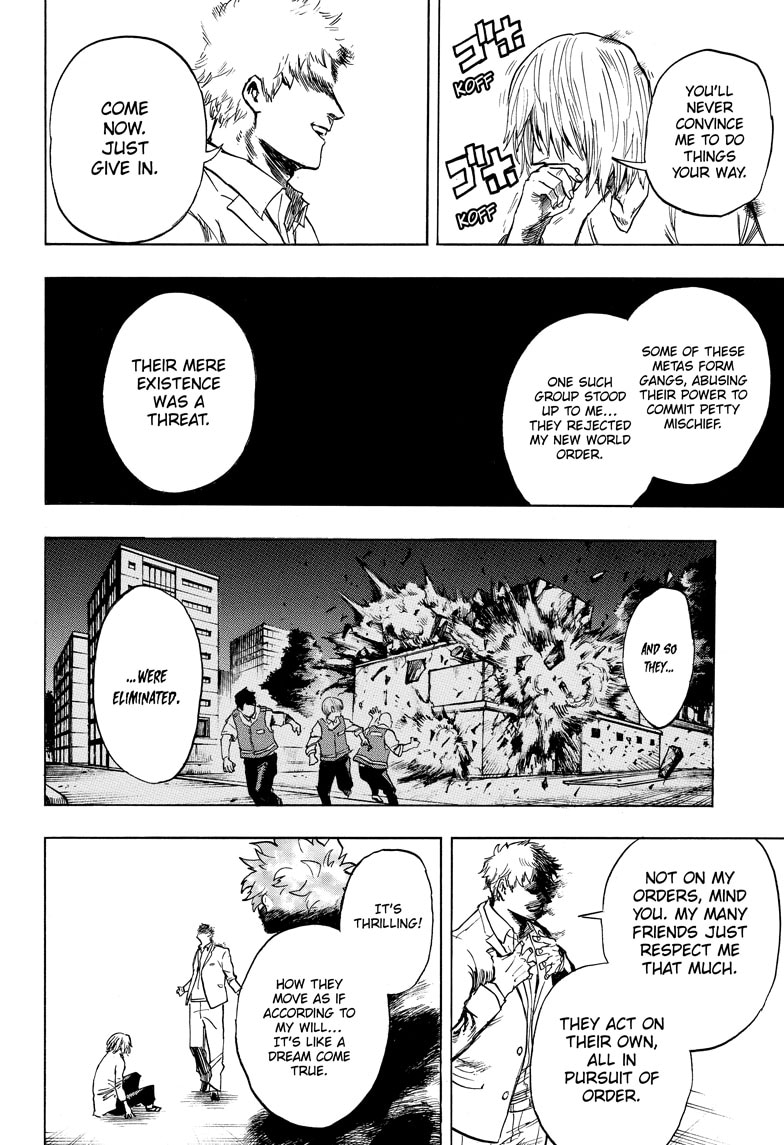 ゴホ
KOFF
ゴホ
KOFF
YOU'LL
NEVER
CONVINCE
ME TO DO
THINGS
YOUR WAY.
COME
NOW.
JUST
GIVE IN.
SOME OF THESE
METAS FORM
GANGS, ABUSING
THEIR POWER TO
COMMIT PETTY
MISCHIEF.
ONE SUCH
GROUP STOOD
UP TO ME...
THEY REJECTED
MY NEW WORLD
ORDER.
THEIR MERE
EXISTENCE
WAS A
THREAT.
AND SO
THEY...
...WERE
ELIMINATED.
NOT ON MY
ORDERS, MIND
YOU. MY MANY
FRIENDS JUST
RESPECT ME
THAT MUCH.
THEY ACT ON
THEIR OWN,
ALL IN
PURSUIT OF
ORDER.
IT'S
THRILLING!
HOW THEY
MOVE AS IF
ACCORDING TO
MY WILL...
IT'S LIKE A
DREAM COME
TRUE.